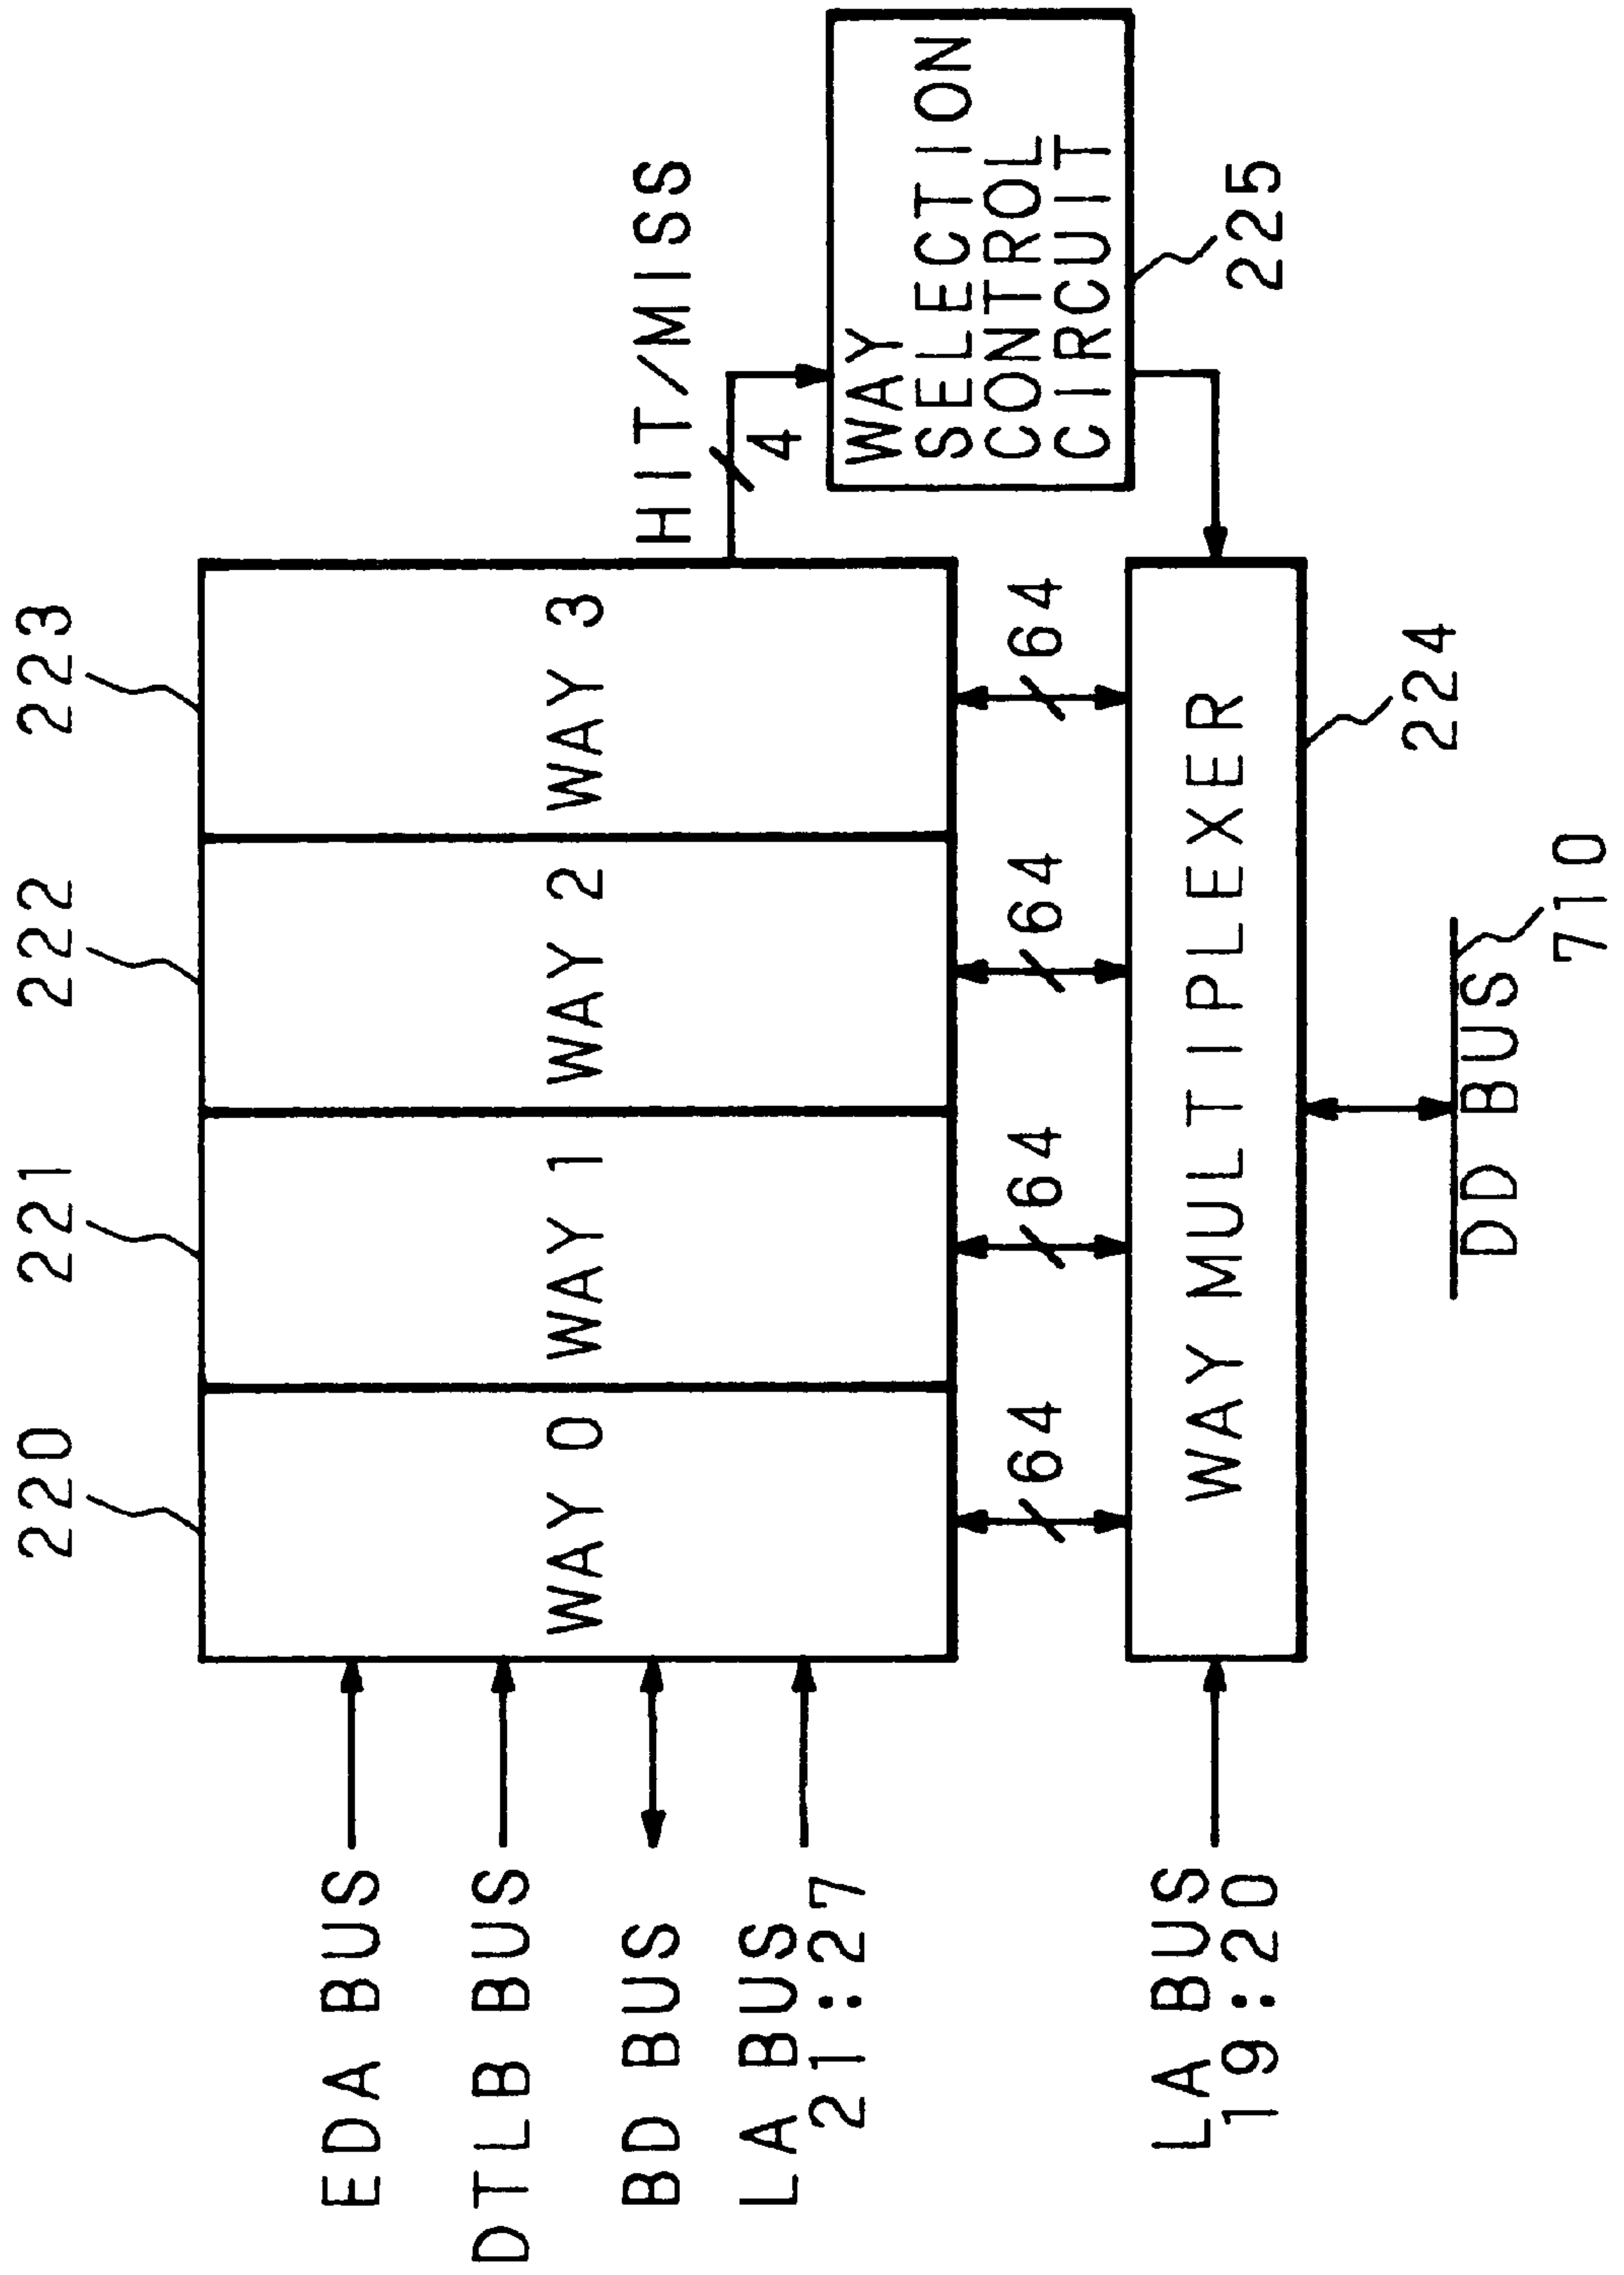 220
221
222
223
EDA BUS
DTLB BUS
BD BUS
LA BUS
21:27
WAY 0
WAY 1
WAY 2
WAY 3
HIT/MISS
4
WAY
SELECTION
CONTROL
CIRCUIT
225
64
64
64
64
LA BUS
19:20
WAY MULTIPLEXER
224
DD BUS
710